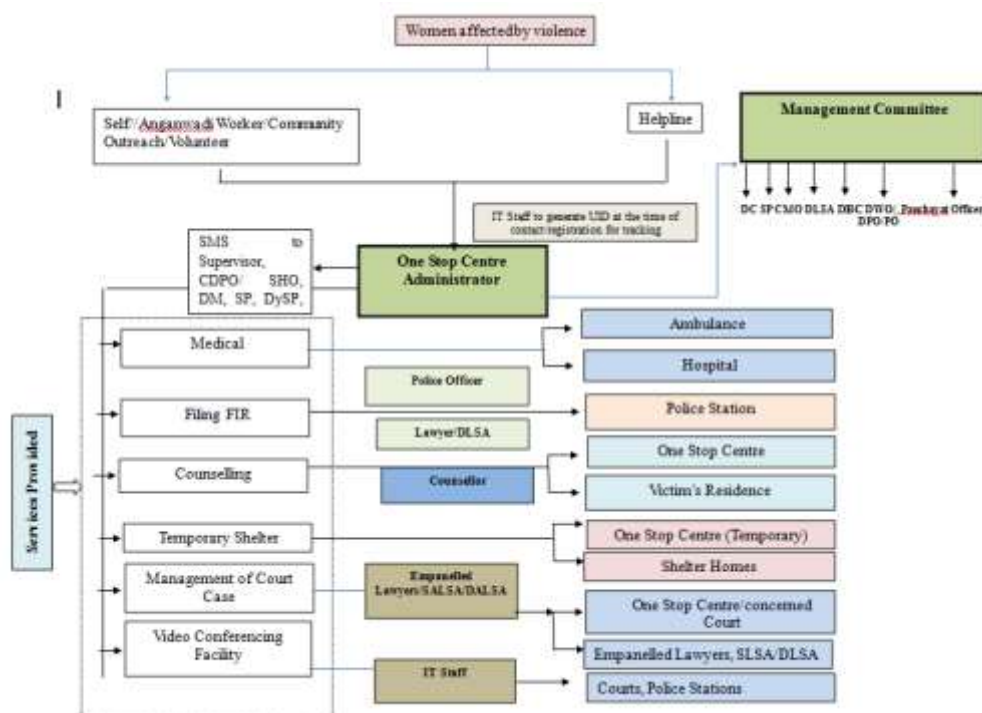 Women affected by violence
Self/ Anganwadi Worker/Community
Outreach/Volunteer
Helpline
Management Committee
DC SP CMO DLSA DBC DWO/ Panchayat Officer
DPO/PO
IT Staff to generate UID at the time of
contact/registration for tracking
SMS to
Supervisor,
CDPO/ SHO,
DM, SP, DySP,
One Stop Centre
Administrator
Services Provided
Medical
Ambulance
Hospital
Police Officer
Filing FIR
Police Station
Lawyer/DLSA
Counselling
Counsellor
One Stop Centre
Victim's Residence
Temporary Shelter
One Stop Centre (Temporary)
Shelter Homes
Management of Court
Case
Empanelled
Lawyers/SALSA/DALSA
One Stop Centre/concerned
Court
Video Conferencing
Facility
Empanelled Lawyers, SLSA/DLSA
IT Staff
Courts, Police Stations